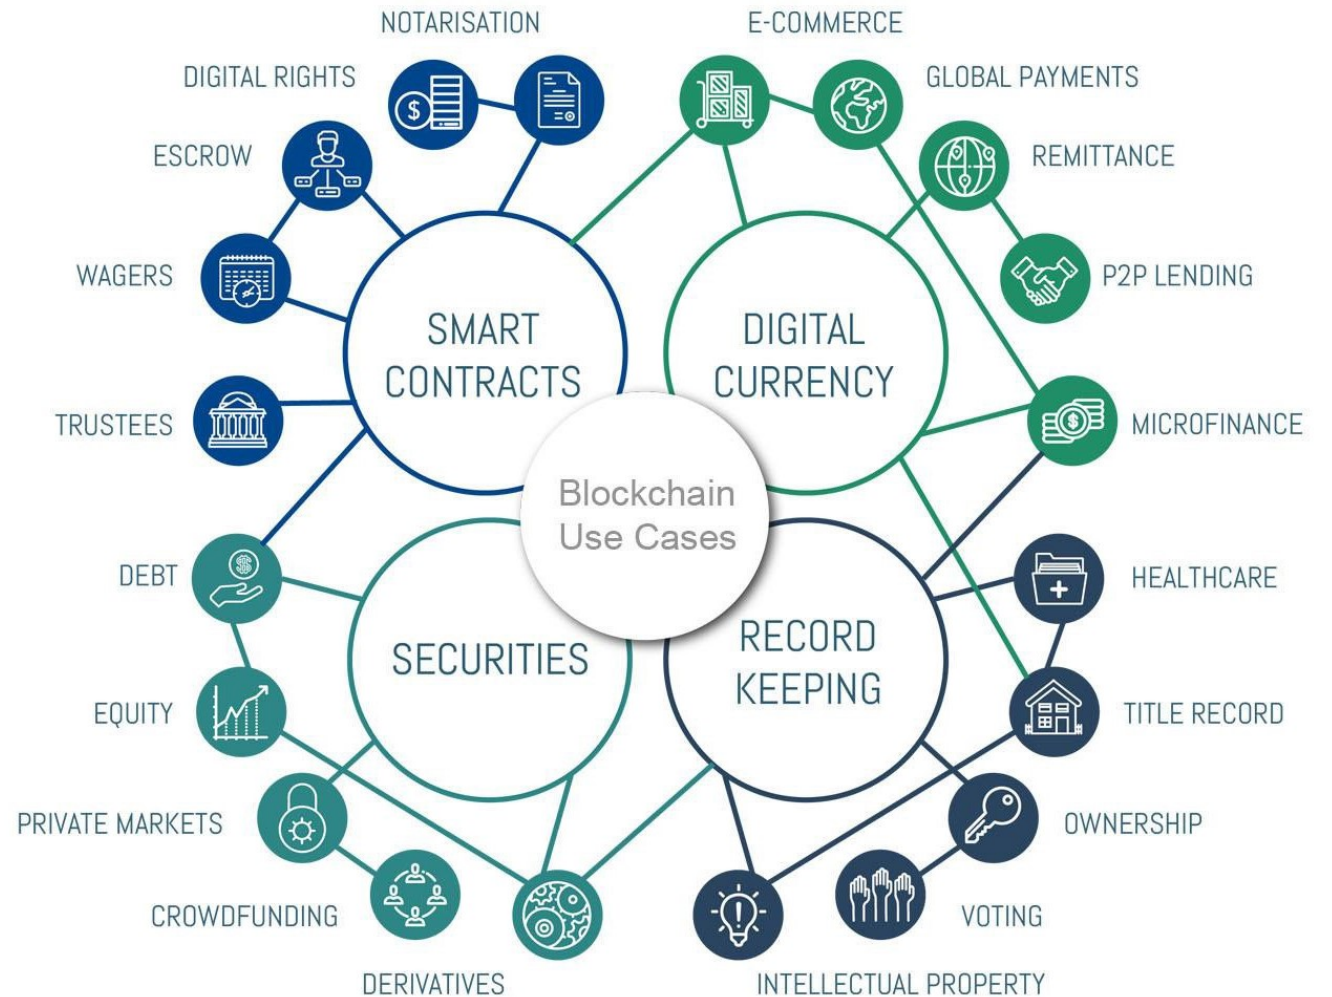 NOTARISATION
E-COMMERCE
DIGITAL RIGHTS
GLOBAL PAYMENTS
ESCROW
REMITTANCE
WAGERS
P2P LENDING
SMART
CONTRACTS
DIGITAL
CURRENCY
TRUSTEES
MICROFINANCE
Blockchain
Use Cases
DEBT
HEALTHCARE
SECURITIES
RECORD
KEEPING
EQUITY
TITLE RECORD
PRIVATE MARKETS
OWNERSHIP
CROWDFUNDING
VOTING
DERIVATIVES
INTELLECTUAL PROPERTY